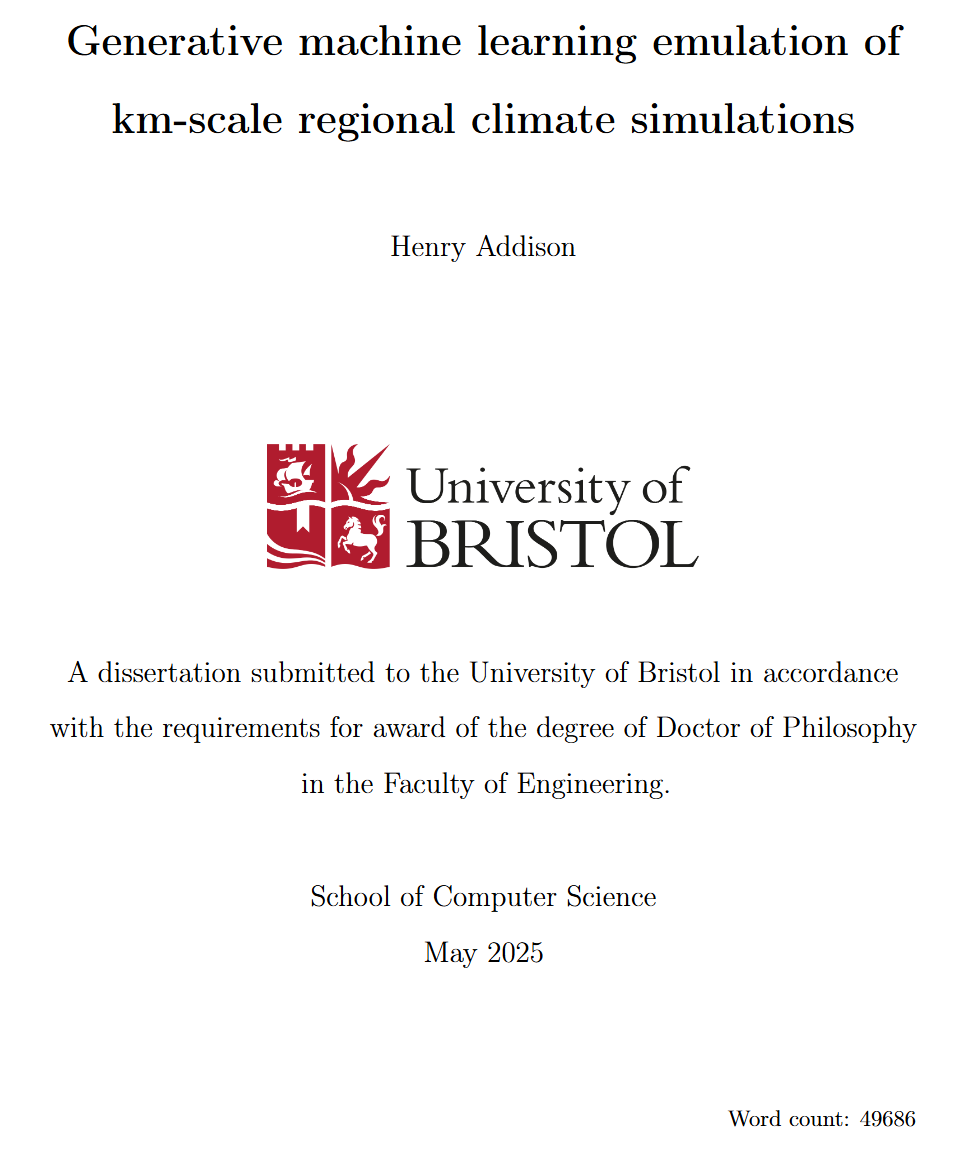 Generative machine learning emulation of
km-scale regional climate simulations
Henry Addison
University of
BRISTOL
A dissertation submitted to the University of Bristol in accordance
with the requirements for award of the degree of Doctor of Philosophy
in the Faculty of Engineering.
School of Computer Science
May 2025
Word count: 49686